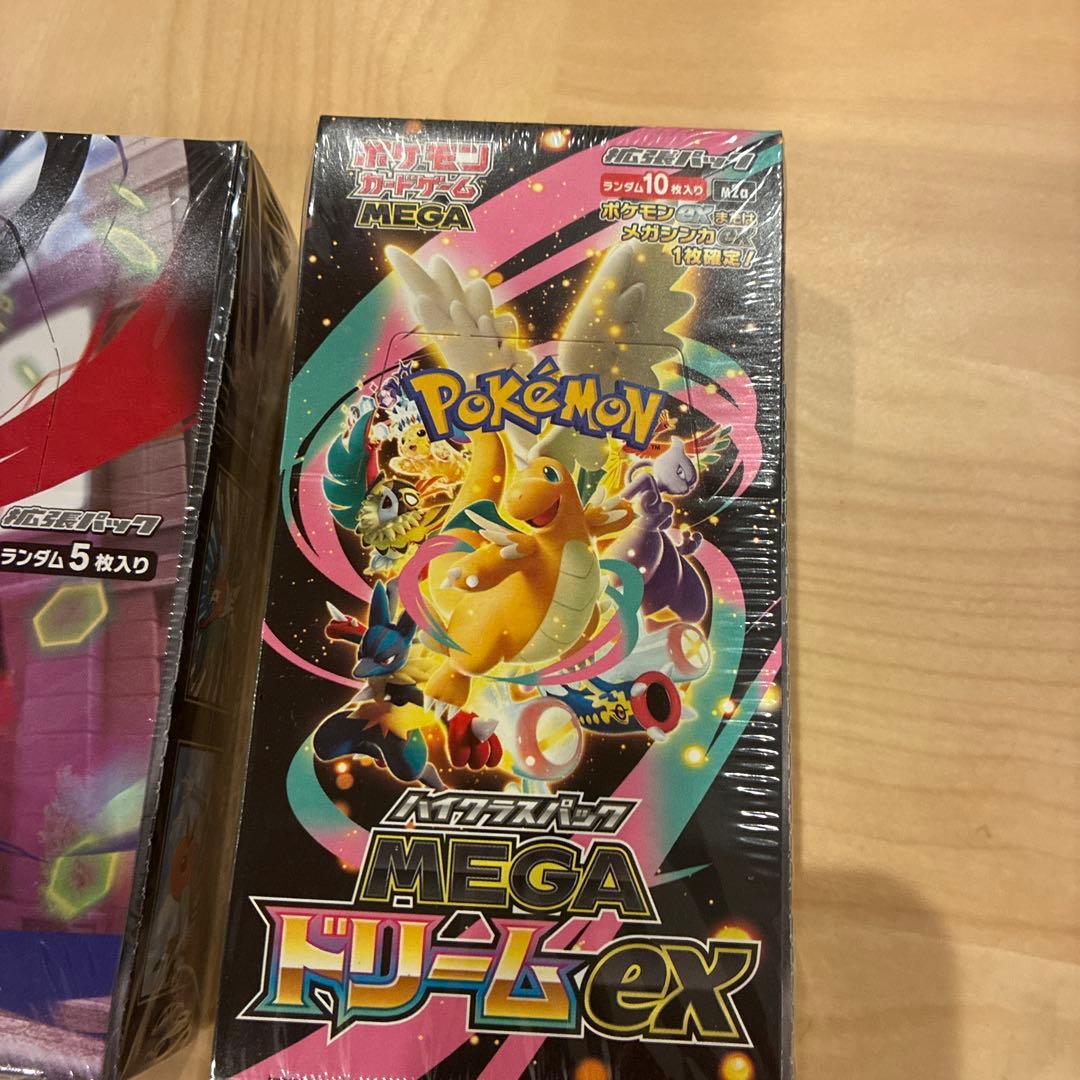 拡張パック
ランダム5枚入り
ポケモン
カードゲーム™
MEGA
拡張パック
ランダム10枚入り M2a
ポケモンexまたは
メガシンカex
1枚確定!
POKéMON™
ハイクラスパック
MEGA
ドリームex